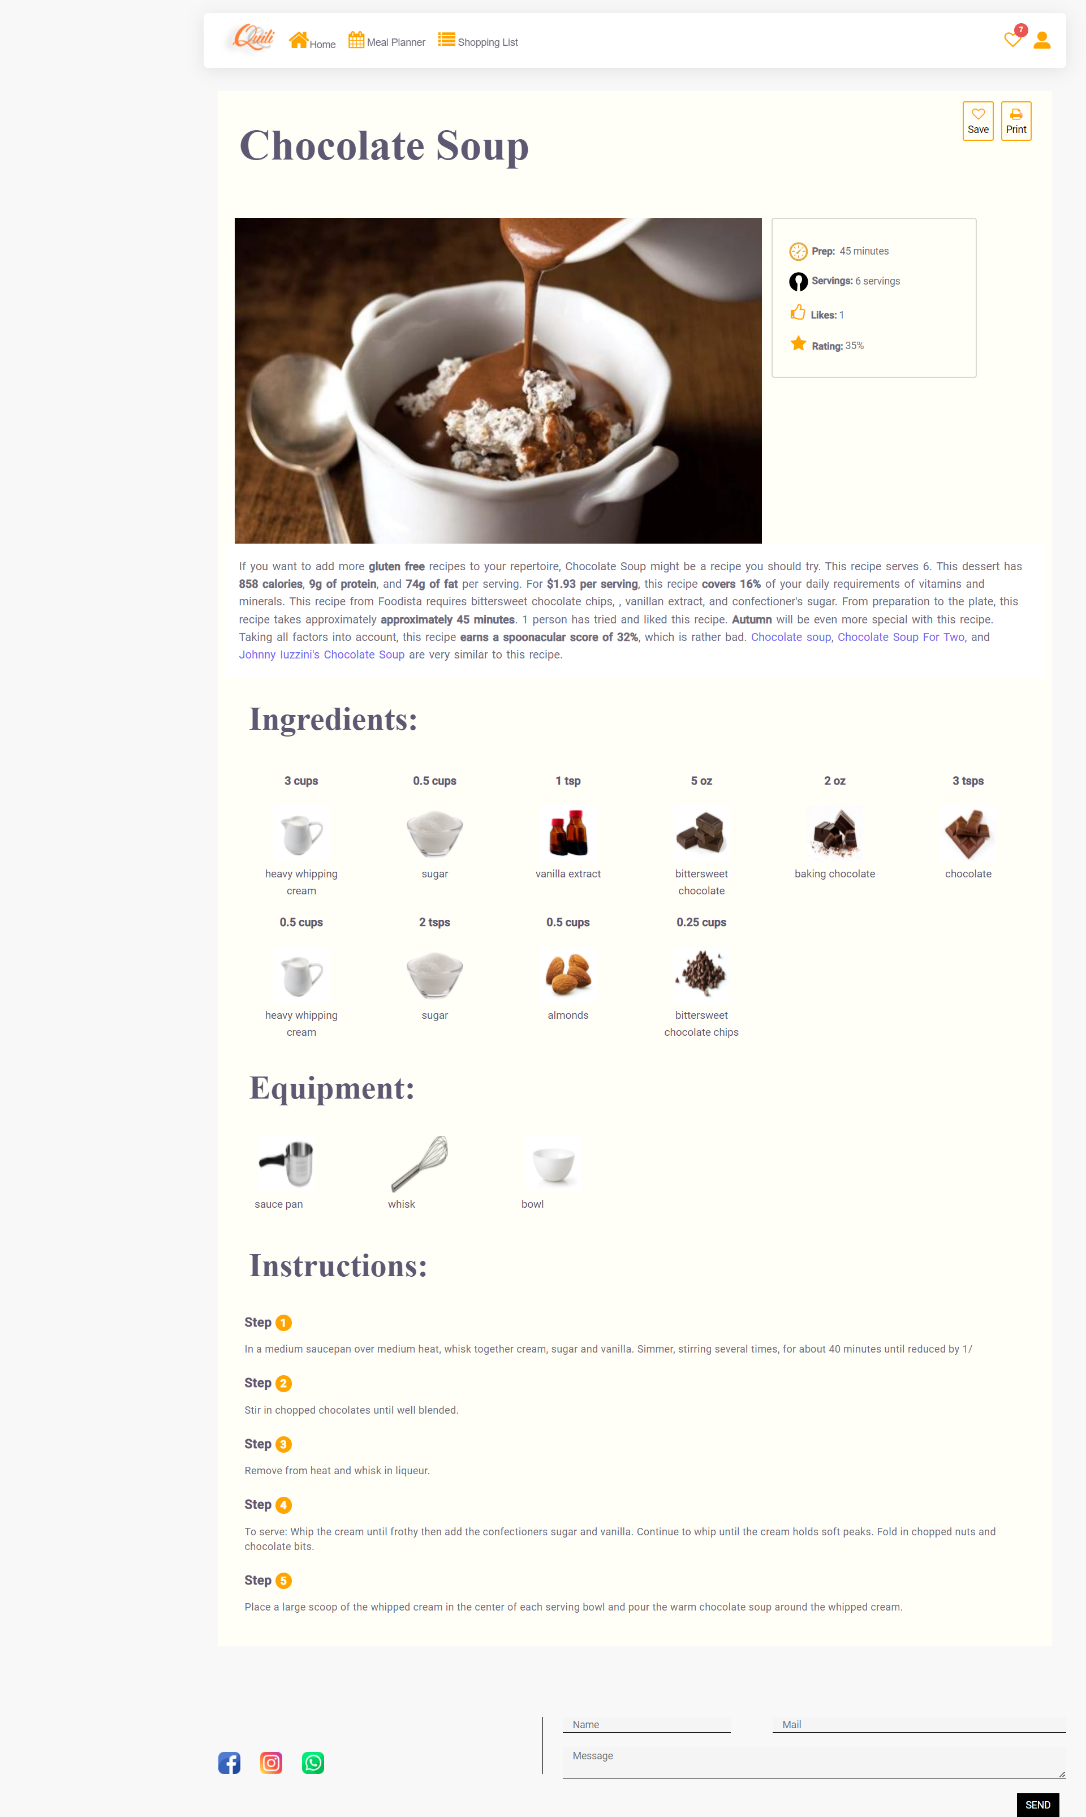 Quiti
Home Meal Planner Shopping List
7
Save Print
Chocolate Soup
Prep: 45 minutes
Servings: 6 servings
Likes: 1
Rating: 35%
If you want to add more gluten free recipes to your repertoire, Chocolate Soup might be a recipe you should try. This recipe serves 6. This dessert has
858 calories, 9g of protein, and 74g of fat per serving. For $1.93 per serving, this recipe covers 16% of your daily requirements of vitamins and
minerals. This recipe from Foodista requires bittersweet chocolate chips, , vanillan extract, and confectioner's sugar. From preparation to the plate, this
recipe takes approximately approximately 45 minutes. 1 person has tried and liked this recipe. Autumn will be even more special with this recipe.
Taking all factors into account, this recipe earns a spoonacular score of 32%, which is rather bad. Chocolate soup, Chocolate Soup For Two, and
Johnny Iuzzini's Chocolate Soup are very similar to this recipe.
Ingredients:
3 cups 0.5 cups 1 tsp 5 oz 2 oz 3 tsps
heavy whipping sugar vanilla extract bittersweet baking chocolate chocolate
cream chocolate
0.5 cups 2 tsps 0.5 cups 0.25 cups
heavy whipping sugar almonds bittersweet
cream chocolate chips
Equipment:
sauce pan whisk bowl
Instructions:
Step 1
In a medium saucepan over medium heat, whisk together cream, sugar and vanilla. Simmer, stirring several times, for about 40 minutes until reduced by 1/
Step 2
Stir in chopped chocolates until well blended.
Step 3
Remove from heat and whisk in liqueur.
Step 4
To serve: Whip the cream until frothy then add the confectioners sugar and vanilla. Continue to whip until the cream holds soft peaks. Fold in chopped nuts and
chocolate bits.
Step 5
Place a large scoop of the whipped cream in the center of each serving bowl and pour the warm chocolate soup around the whipped cream.
Name Mail
Message
SEND